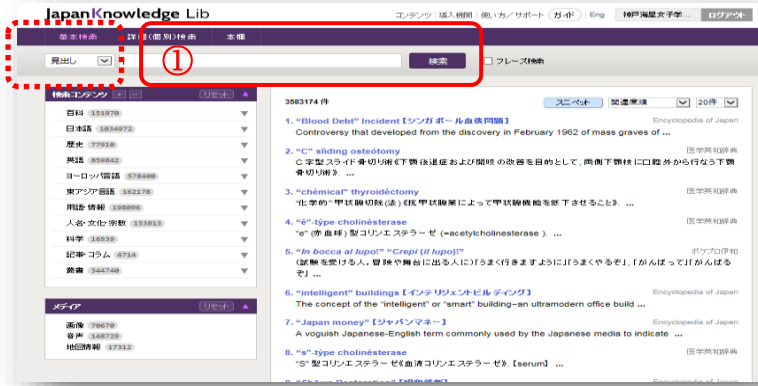 JapanKnowledge Lib
コンテンツ 導入機関 使い方/サポート ガイド Eng 神戸海星女子学... ログアウト
基本検索 詳細(個別)検索 本棚
見出し ① 検索 フレーズ検索
検索コンテンツ + - リセット ▲
百科 151970 ▼
日本語 1034972 ▼
歴史 77910 ▼
英語 859842 ▼
ヨーロッパ言語 578400 ▼
東アジア言語 162178 ▼
用語・情報 198096 ▼
人名・文化・宗教 153813 ▼
科学 16539 ▼
記事・コラム 4714 ▼
叢書 344740 ▼
メディア リセット ▲
画像 70670
音声 148729
地図情報 17312
3583174 件 スニペット 関連度順 20件
1. “Blood Debt” Incident【シンガポール血債問題】 Encyclopedia of Japan
Controversy that developed from the discovery in February 1962 of mass graves of ...
2. “C” sliding osteótomy 医学英和辞典
C 字型スライド骨切り術《下顎後退症および開咬の改善を目的として, 両側下顎枝に口腔外から行なう下顎
骨切り術》. ...
3. “chémical” thyroidéctomy 医学英和辞典
“化学的” 甲状腺切除(法)《抗甲状腺薬によって甲状腺機能を低下させること》. ...
4. “é”-týpe cholinésterase 医学英和辞典
“e” (赤血球) 型コリンエステラーゼ (=acetylcholinesterase ). ...
5. “In bocca al lupo!” “Crepi (il lupo)!” ポケプロ伊和
(試験を受ける人, 冒険や舞台に出る人に)「うまく行きますように」「うまくやるぞ」, 「がんばって」「がんばる
ぞ」 ...
6. “intelligent” buildings【インテリジェントビルディング】 Encyclopedia of Japan
The concept of the “intelligent” or “smart” building–an ultramodern office build ...
7. “Japan money”【ジャパンマネー】 Encyclopedia of Japan
A voguish Japanese-English term commonly used by the Japanese media to indicate ...
8. “s”-týpe cholinésterase 医学英和辞典
“S” 型コリンエステラーゼ《血清コリンエステラーゼ》.【serum】 ...